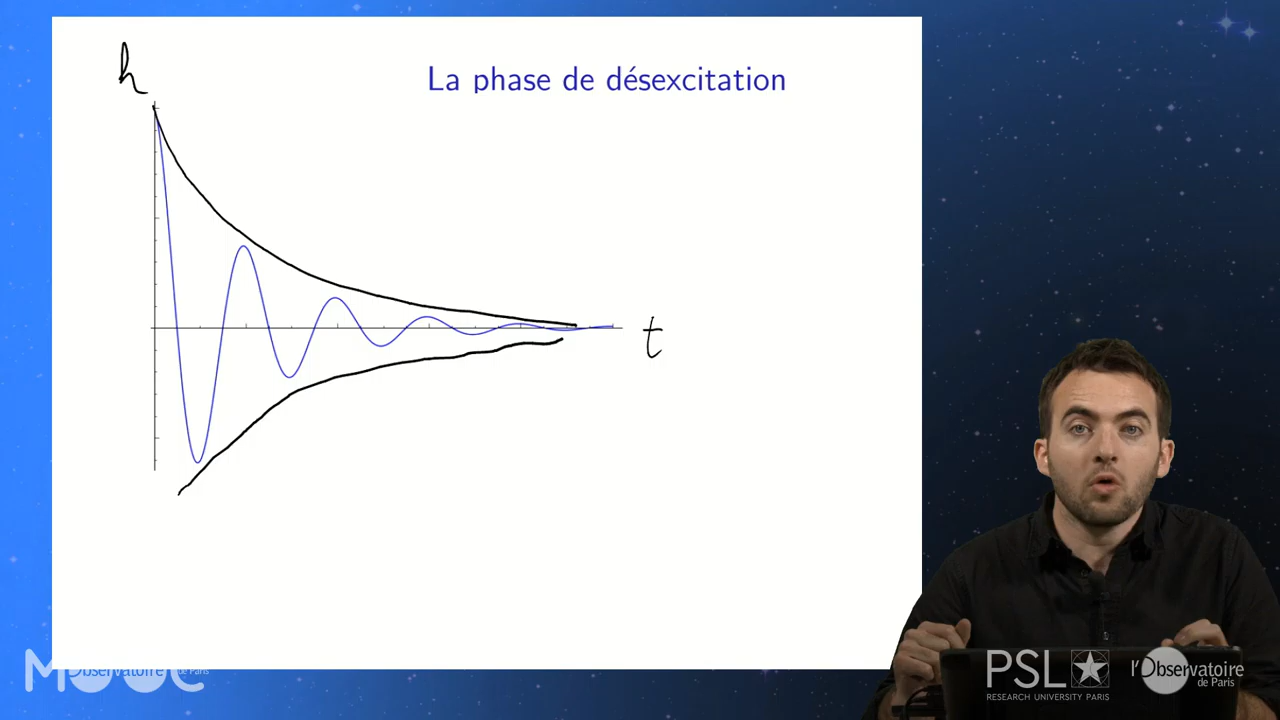 h
La phase de désexcitation
t
MOOC
l'Observatoire
de Paris
PSL
RESEARCH UNIVERSITY PARIS
l'Observatoire
de Paris